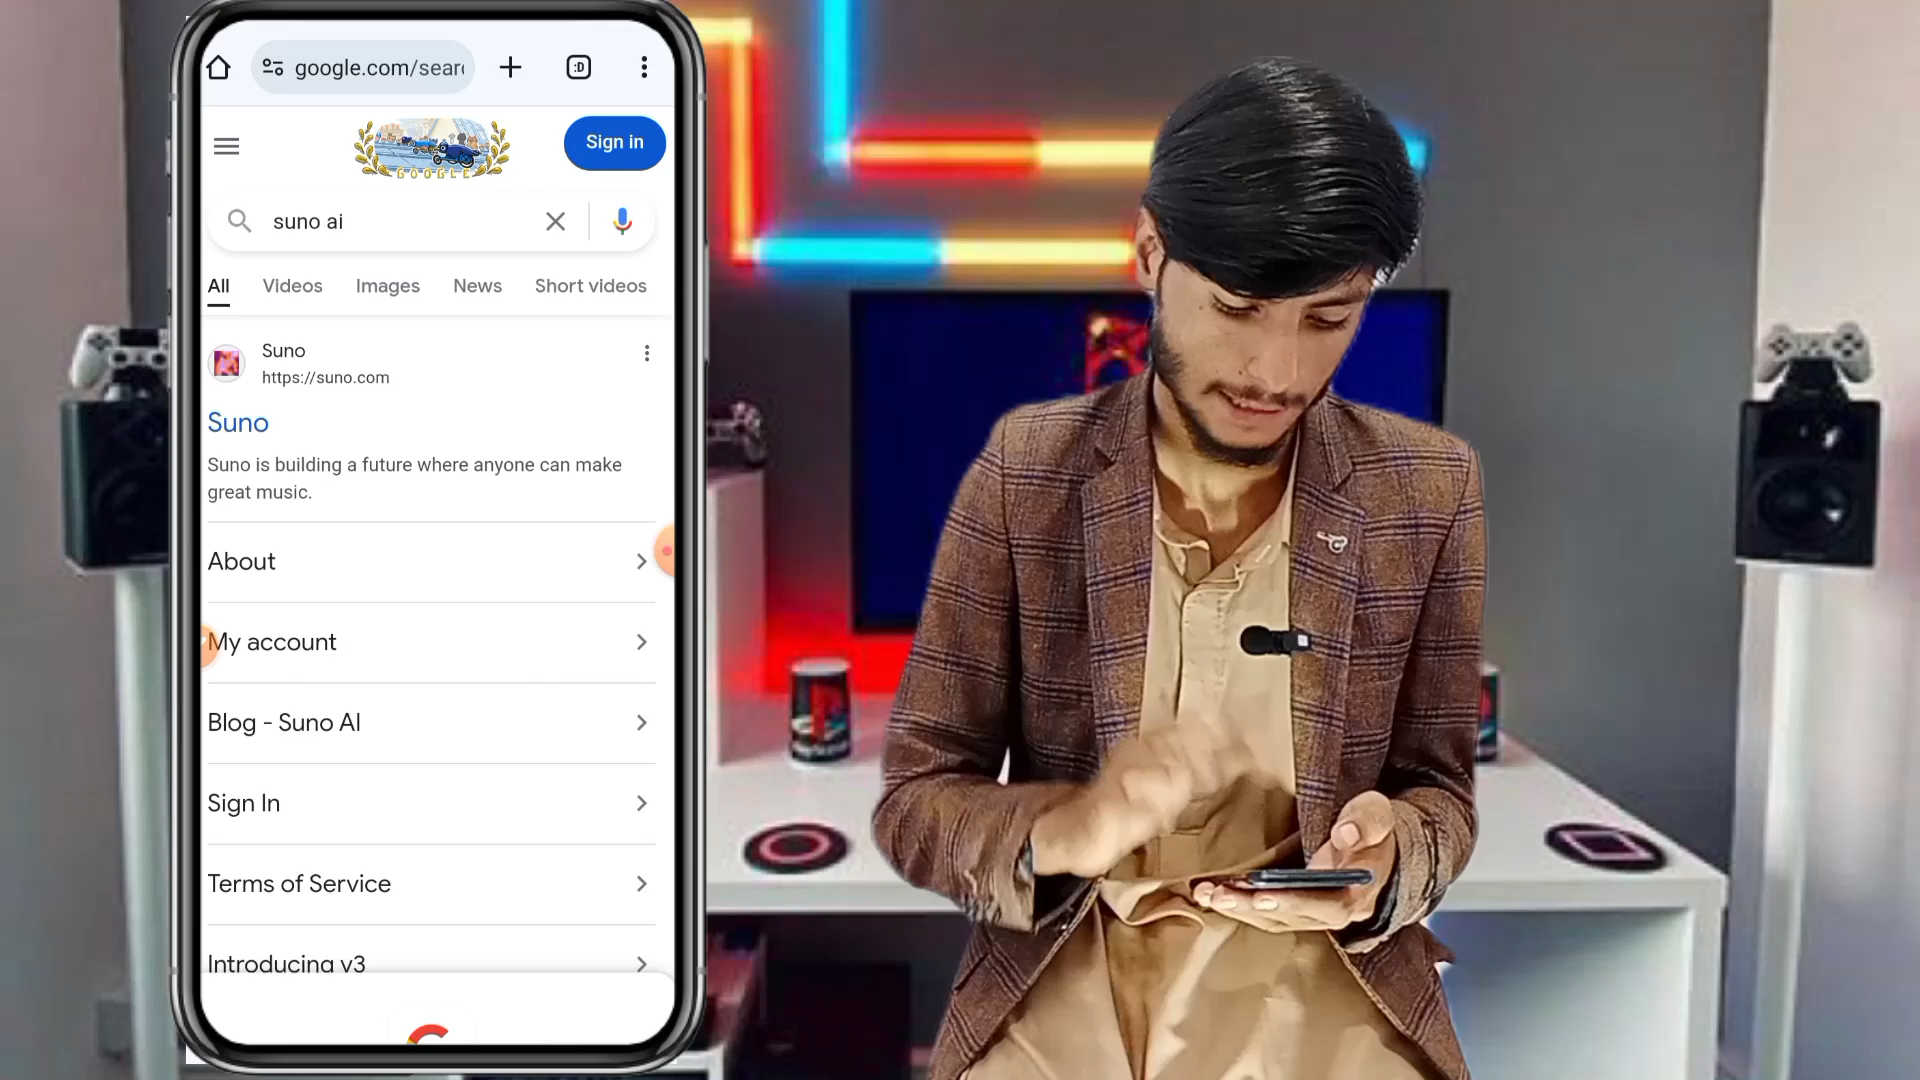 google.com/sear
GOOGLE
Sign in
suno ai
All Videos Images News Short videos
Suno
https://suno.com
Suno
Suno is building a future where anyone can make
great music.
About
My account
Blog - Suno AI
Sign In
Terms of Service
Introducing v3